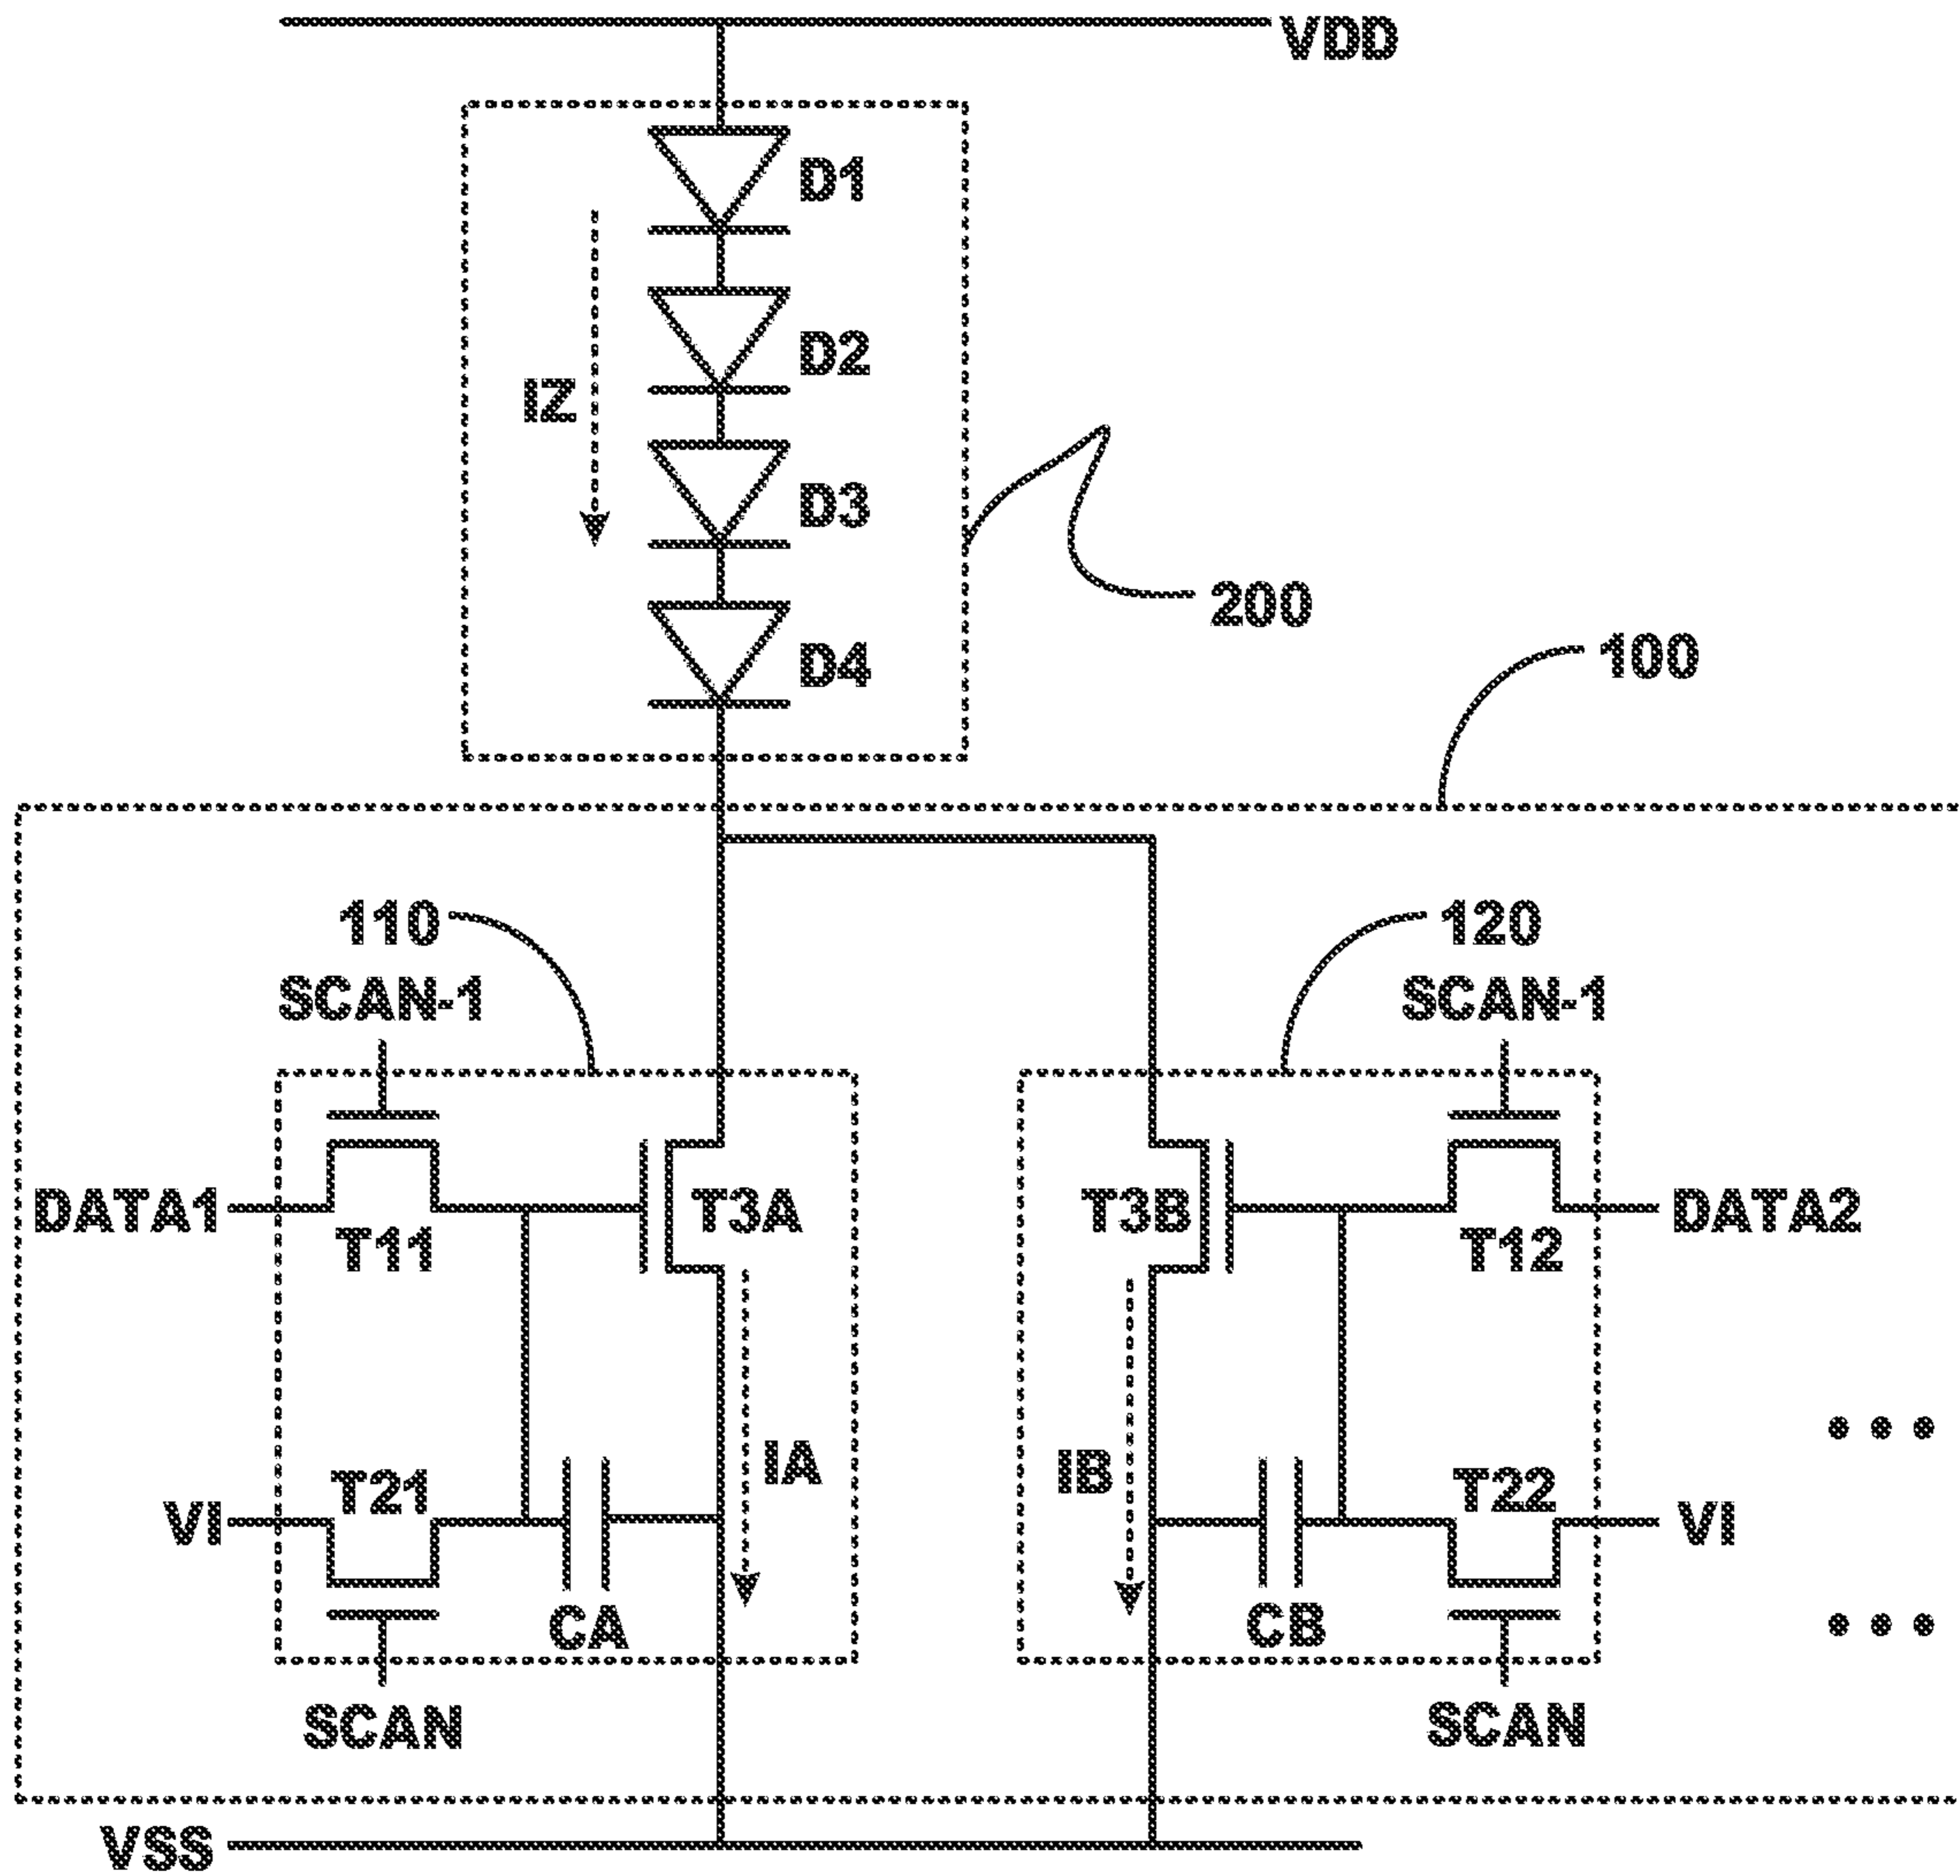 VDD
D1
D2
IZ
D3
200
D4
100
110
120
SCAN-1
SCAN-1
DATA1
T11
T3A
T3B
T12
DATA2
T21
IA
IB
T22
VI
VI
CA
CB
SCAN
SCAN
VSS